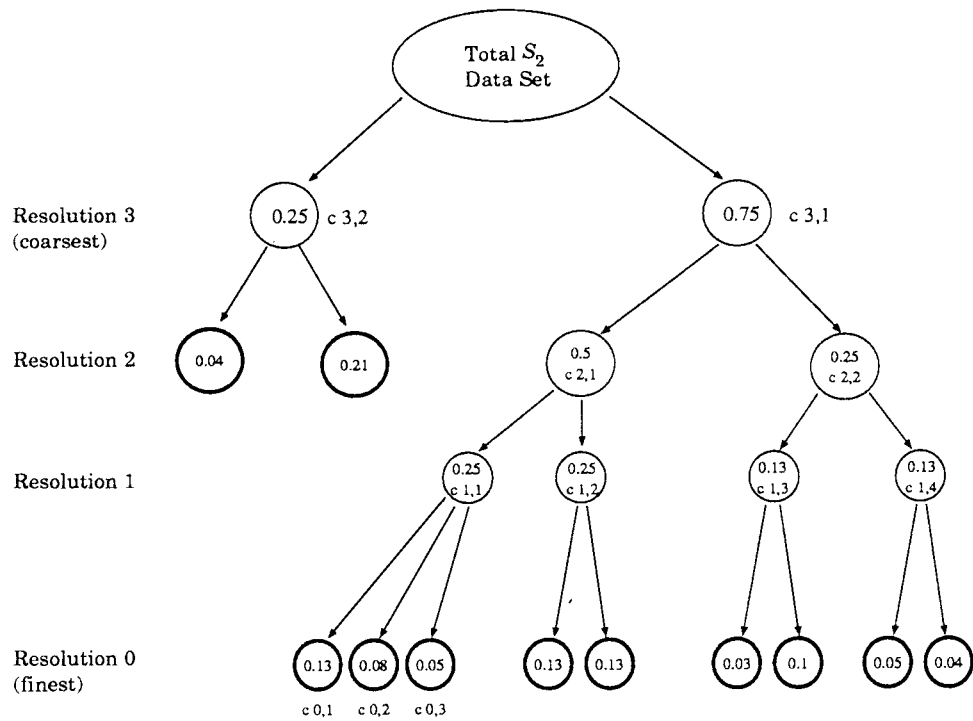 Total S₂
Data Set
Resolution 3
(coarsest)
0.25
c 3,2
0.75
c 3,1
Resolution 2
0.04
0.21
0.5
c 2,1
0.25
c 2,2
Resolution 1
0.25
c 1,1
0.25
c 1,2
0.13
c 1,3
0.13
c 1,4
Resolution 0
(finest)
0.13
0.08
0.05
0.13
0.13
0.03
0.1
0.05
0.04
c 0,1
c 0,2
c 0,3